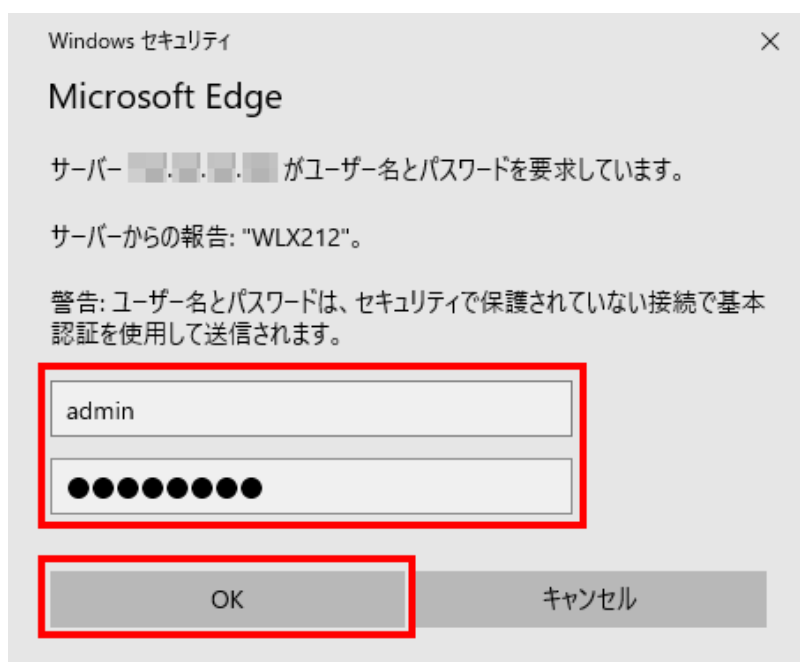 Windows セキュリティ
Microsoft Edge
サーバー . . . がユーザー名とパスワードを要求しています。
サーバーからの報告: "WLX212"。
警告: ユーザー名とパスワードは、セキュリティで保護されていない接続で基本
認証を使用して送信されます。
admin
●●●●●●●●
OK
キャンセル